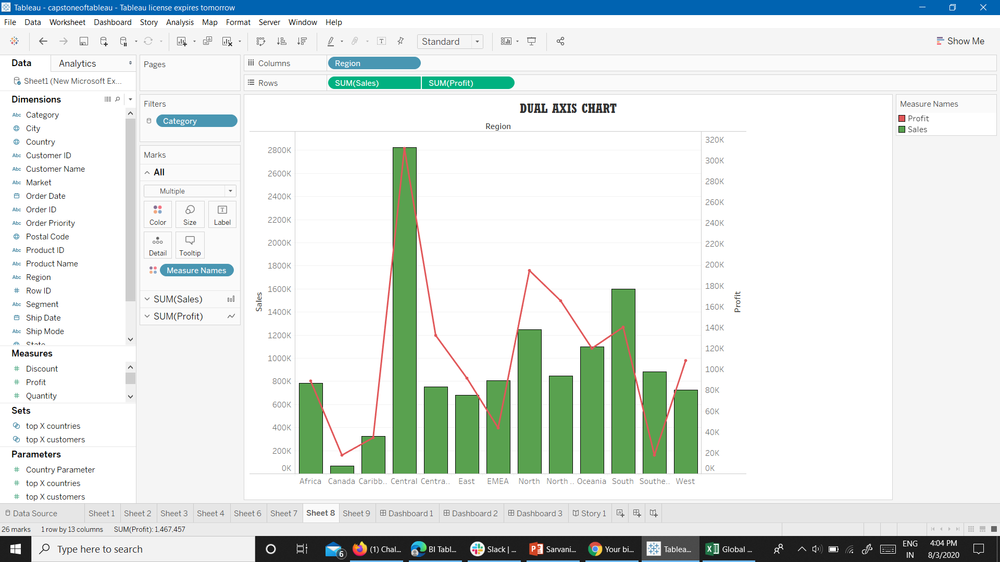 Tableau - capstoneoftableau - Tableau license expires tomorrow
File Data Worksheet Dashboard Story Analysis Map Format Server Window Help
Standard
Show Me
Data
Analytics
Sheet1 (New Microsoft Ex...
Dimensions
Abc Category
City
Country
Abc Customer ID
Abc Customer Name
Abc Market
Order Date
Abc Order ID
Abc Order Priority
Postal Code
Abc Product ID
Abc Product Name
Abc Region
# Row ID
Abc Segment
Ship Date
Abc Ship Mode
State
Measures
# Discount
# Profit
# Quantity
Sets
top X countries
top X customers
Parameters
# Country Parameter
# top X countries
# top X customers
Pages
Filters
Category
Marks
All
Multiple
Color Size Label
Detail Tooltip
Measure Names
SUM(Sales)
SUM(Profit)
Columns
Region
Rows
SUM(Sales) SUM(Profit)
DUAL AXIS CHART
Region
2800K
2600K
2400K
2200K
2000K
1800K
1600K
1400K
1200K
1000K
800K
600K
400K
200K
0K
Sales
320K
300K
280K
260K
240K
220K
200K
180K
160K
140K
120K
100K
80K
60K
40K
20K
0K
Profit
Africa Canada Caribb.. Central Centra.. East EMEA North North .. Oceania South Southe.. West
Measure Names
Profit
Sales
Data Source Sheet 1 Sheet 2 Sheet 3 Sheet 4 Sheet 6 Sheet 7 Sheet 8 Sheet 9 Dashboard 1 Dashboard 2 Dashboard 3 Story 1
26 marks 1 row by 13 columns SUM(Profit): 1,467,457
Type here to search
6
(1) Chal...
BI Tabl...
Slack | ...
Sarvani...
Your bi...
Tablea...
Global ...
ENG
IN
4:04 PM
8/3/2020